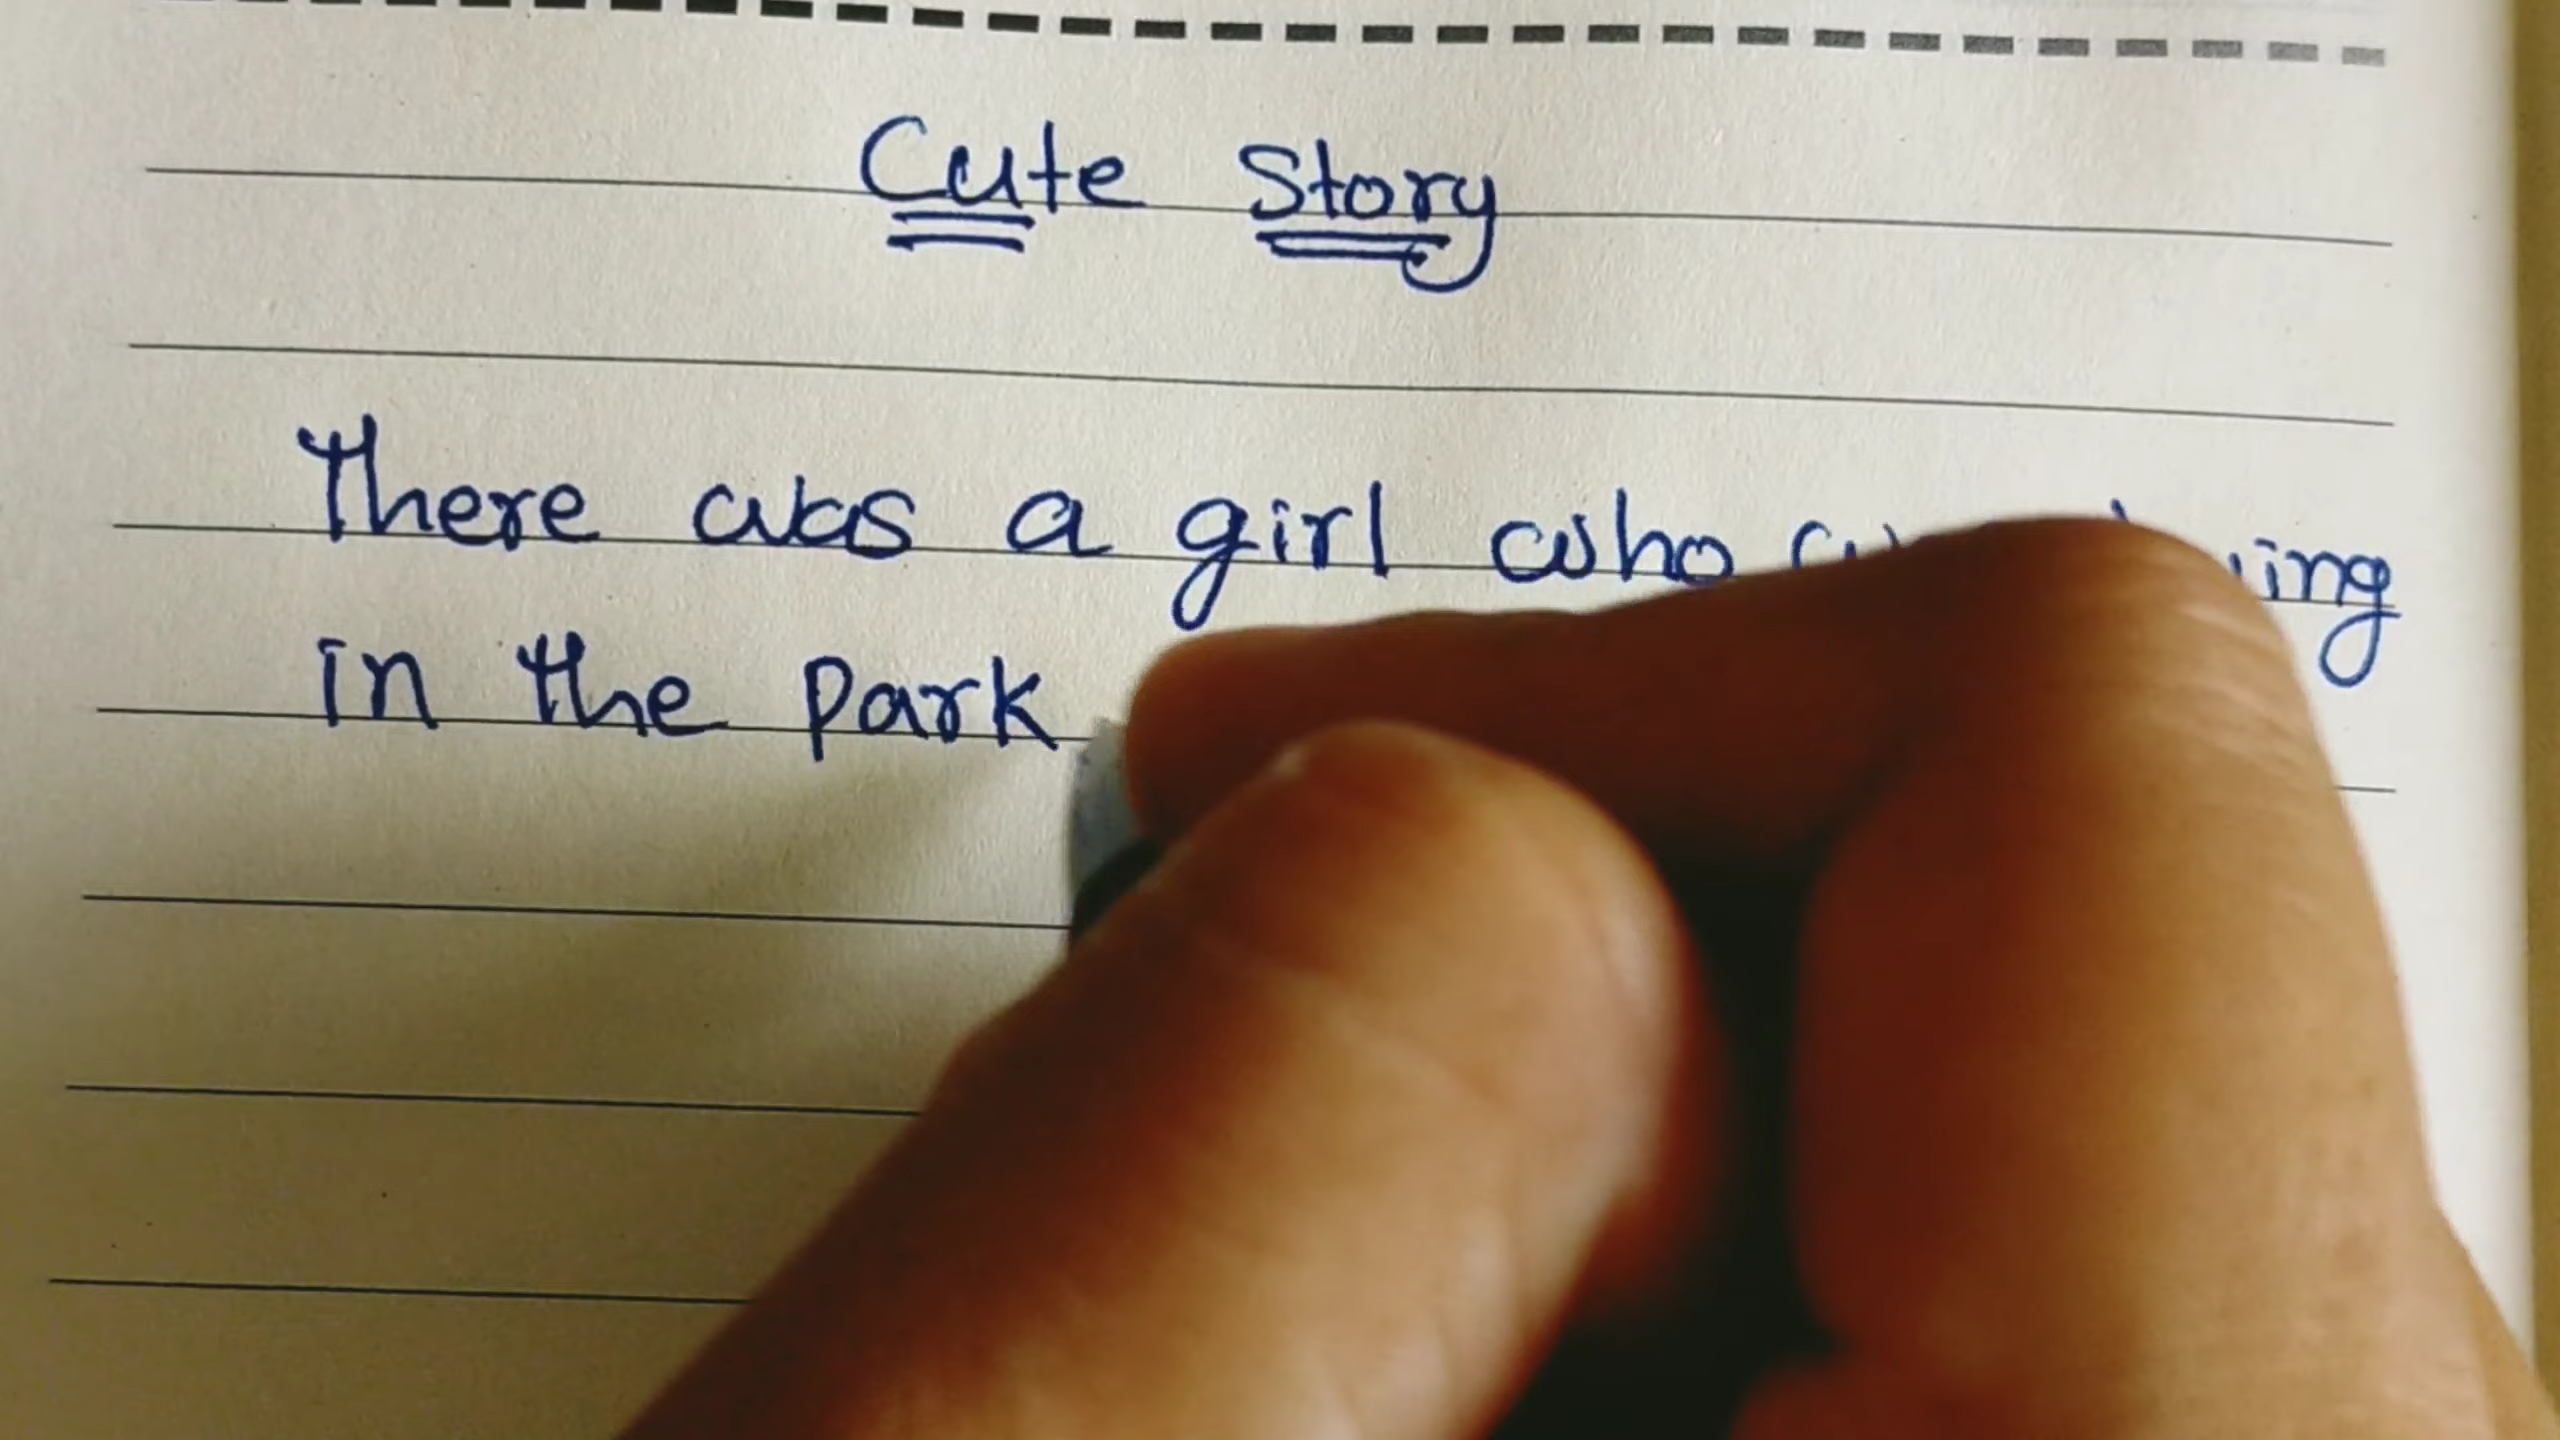 Cute Story
There was a girl who
in the park